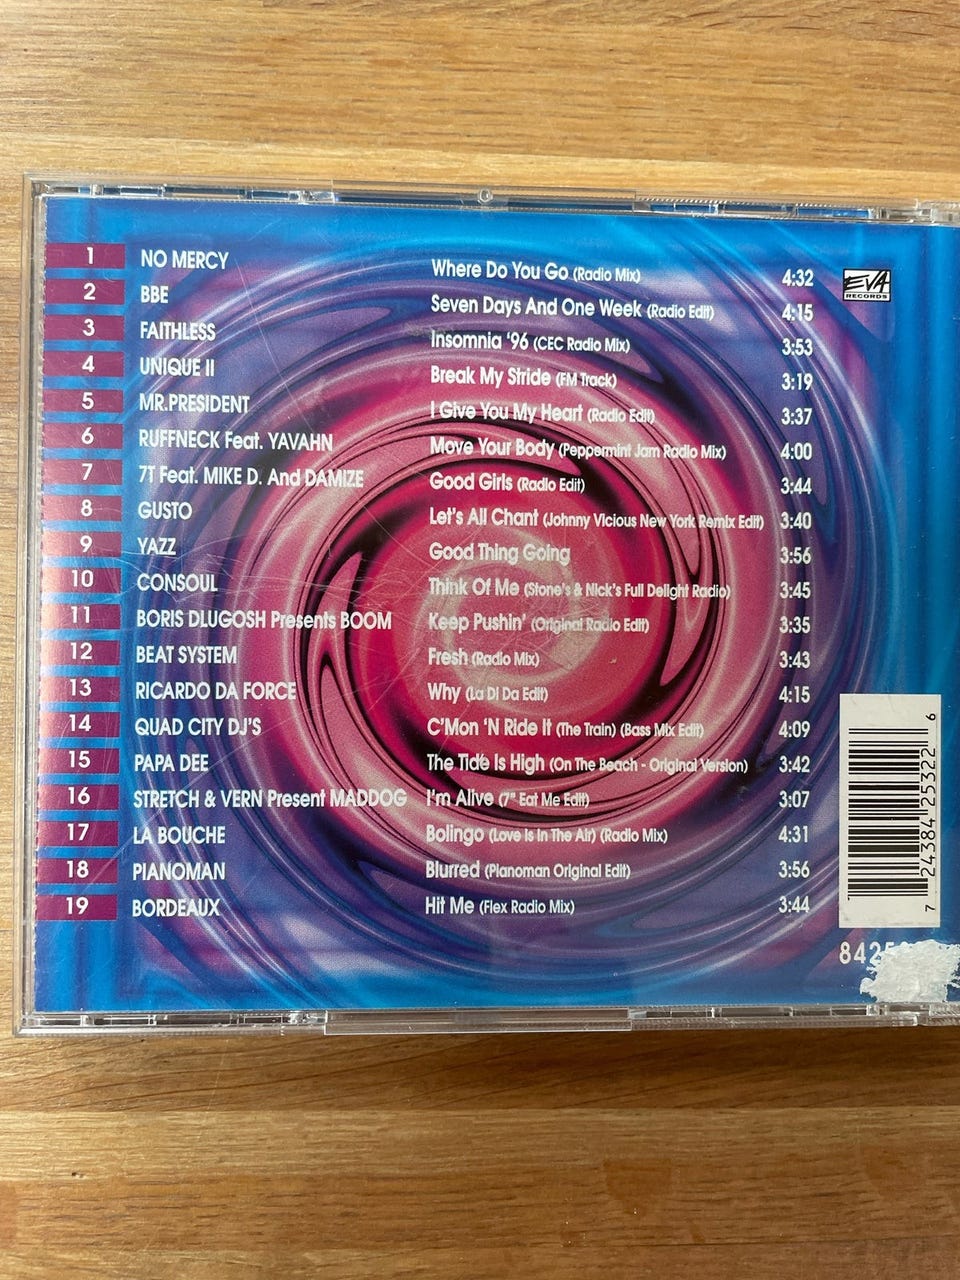 1 NO MERCY Where Do You Go (Radio Mix) 4:32
EVA
RECORDS
2 BBE Seven Days And One Week (Radio Edit) 4:15
3 FAITHLESS Insomnia '96 (CEC Radio Mix) 3:53
4 UNIQUE II Break My Stride (FM Track) 3:19
5 MR.PRESIDENT I Give You My Heart (Radio Edit) 3:37
6 RUFFNECK Feat. YAVAHN Move Your Body (Peppermint Jam Radio Mix) 4:00
7 7T Feat. MIKE D. And DAMIZE Good Girls (Radio Edit) 3:44
8 GUSTO Let's All Chant (Johnny Vicious New York Remix Edit) 3:40
9 YAZZ Good Thing Going 3:56
10 CONSOUL Think Of Me (Stone's & Nick's Full Delight Radio) 3:45
11 BORIS DLUGOSH Presents BOOM Keep Pushin' (Original Radio Edit) 3:35
12 BEAT SYSTEM Fresh (Radio Mix) 3:43
13 RICARDO DA FORCE Why (La Di Da Edit) 4:15
14 QUAD CITY DJ'S C'Mon 'N Ride It (The Train) (Bass Mix Edit) 4:09
15 PAPA DEE The Tide Is High (On The Beach - Original Version) 3:42
16 STRETCH & VERN Present MADDOG I'm Alive (7" Eat Me Edit) 3:07
17 LA BOUCHE Bolingo (Love Is In The Air) (Radio Mix) 4:31
18 PIANOMAN Blurred (Pianoman Original Edit) 3:56
19 BORDEAUX Hit Me (Flex Radio Mix) 3:44
7 24384 25322 6